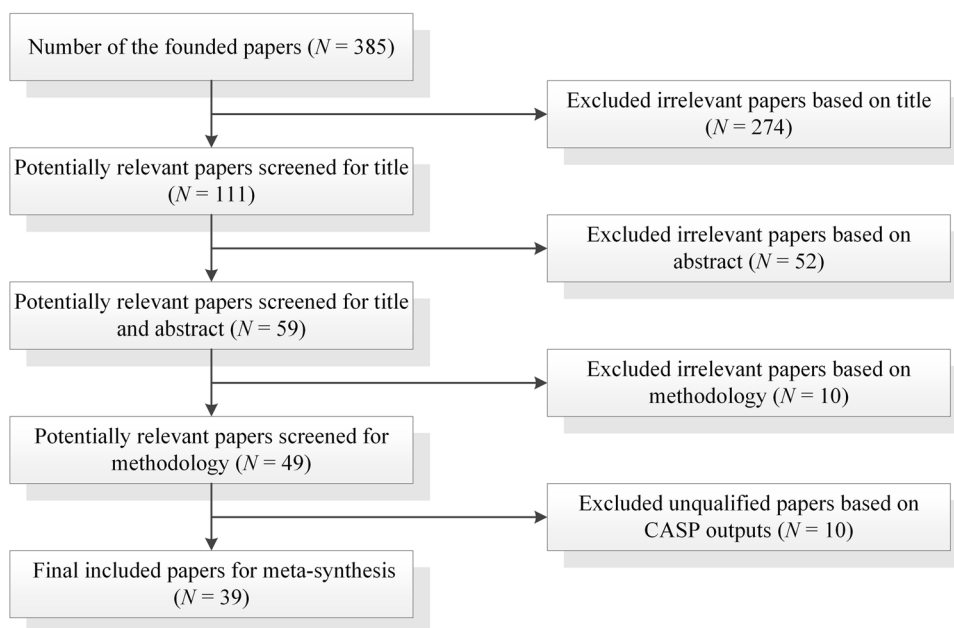 Number of the founded papers (N = 385)
Excluded irrelevant papers based on title
(N = 274)
Potentially relevant papers screened for title
(N = 111)
Excluded irrelevant papers based on
abstract (N = 52)
Potentially relevant papers screened for title
and abstract (N = 59)
Excluded irrelevant papers based on
methodology (N = 10)
Potentially relevant papers screened for
methodology (N = 49)
Excluded unqualified papers based on
CASP outputs (N = 10)
Final included papers for meta-synthesis
(N = 39)